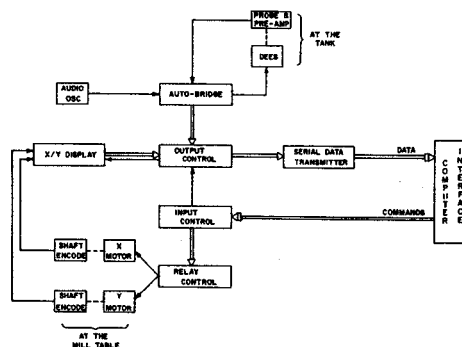 PROBE &
PRE-AMP
AT THE
TANK
DEES
AUDIO
OSC
AUTO-BRIDGE
X/Y DISPLAY
OUTPUT
CONTROL
SERIAL DATA
TRANSMITTER
DATA
COMPUTER
INTERFACE
INPUT
CONTROL
COMMANDS
SHAFT
ENCODE
X
MOTOR
RELAY
CONTROL
SHAFT
ENCODE
Y
MOTOR
AT THE
MILL TABLE